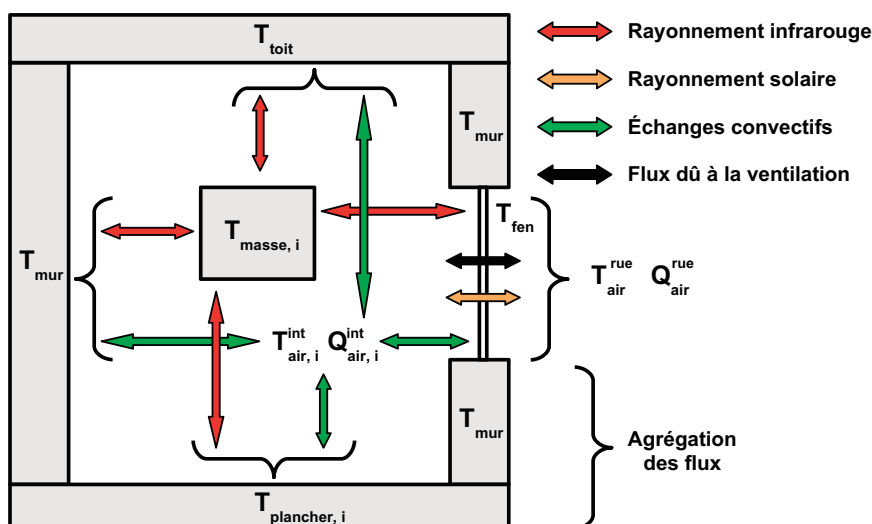 T toit
Rayonnement infrarouge
Rayonnement solaire
Échanges convectifs
Flux dû à la ventilation
T mur
T mur
T masse, i
T fen
T rue air Q rue air
T int air, i Q int air, i
T mur
Agrégation
des flux
T plancher, i